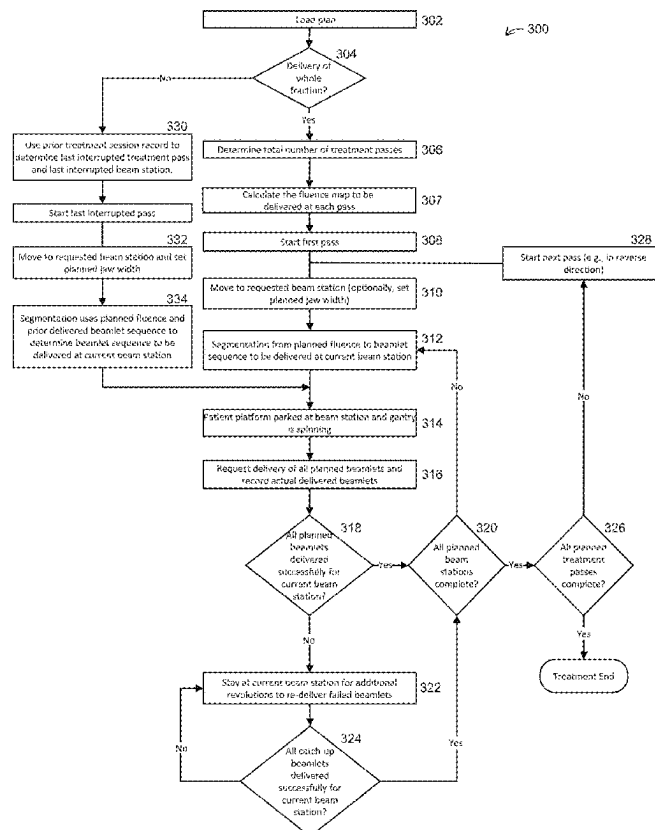 Load plan
302
300
304
Delivery of
whole
fraction?
No
Yes
330
Use prior treatment session record to
determine last interrupted treatment pass
and last interrupted beam station.
Determine total number of treatment passes
306
Calculate the fluence map to be
delivered at each pass
307
Start last interrupted pass
Start first pass
308
328
Start next pass (e.g., in reverse
direction)
332
Move to requested beam station and set
planned jaw width
Move to requested beam station (optionally, set
planned jaw width)
310
334
Segmentation uses planned fluence and
prior delivered beamlet sequence to
determine beamlet sequence to be
delivered at current beam station
Segmentation from planned fluence to beamlet
sequence to be delivered at current beam station
312
No
No
Patient platform parked at beam station and gantry
is spinning
314
Request delivery of all planned beamlets and
record actual delivered beamlets
316
318
All planned
beamlets
delivered
successfully for
current beam
station?
Yes
320
All planned
beam
stations
complete?
Yes
326
All planned
treatment
passes
complete?
No
Yes
Treatment End
Stay at current beam station for additional
revolutions to re-deliver failed beamlets
322
324
No
Yes
All catch up
beamlets
delivered
successfully for
current beam
station?